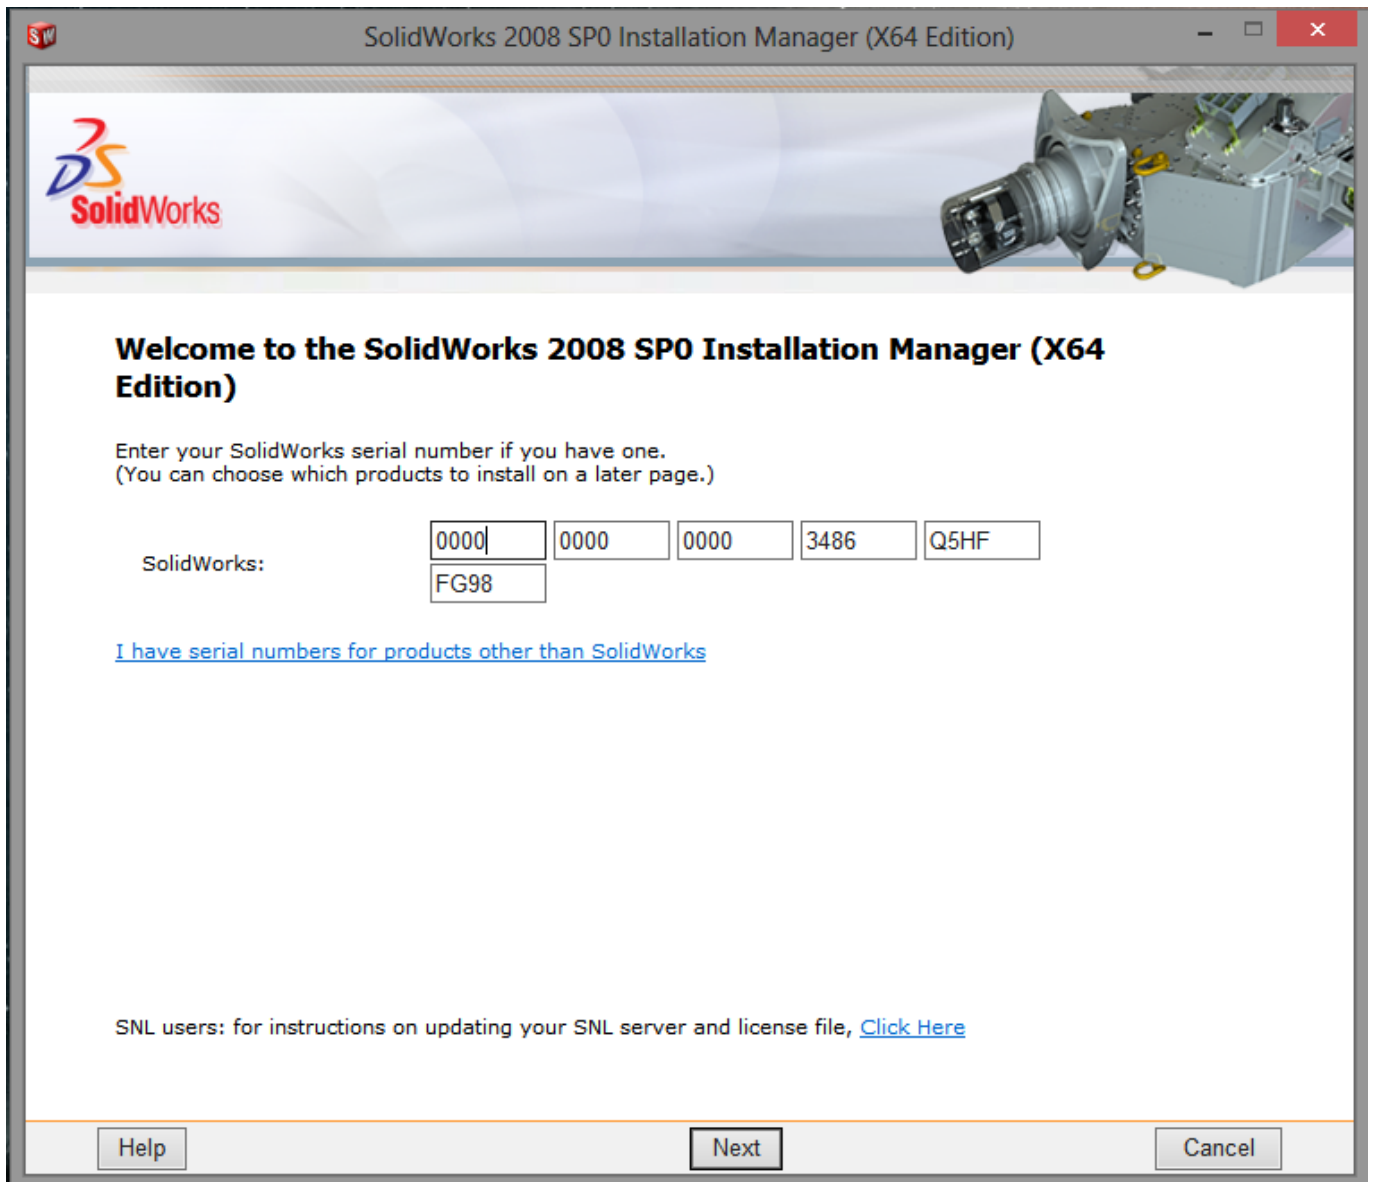 SW
SolidWorks 2008 SP0 Installation Manager (X64 Edition)
DS
SolidWorks
Welcome to the SolidWorks 2008 SP0 Installation Manager (X64
Edition)
Enter your SolidWorks serial number if you have one.
(You can choose which products to install on a later page.)
SolidWorks:
0000 0000 0000 3486 Q5HF
FG98
I have serial numbers for products other than SolidWorks
SNL users: for instructions on updating your SNL server and license file, Click Here
Help Next Cancel